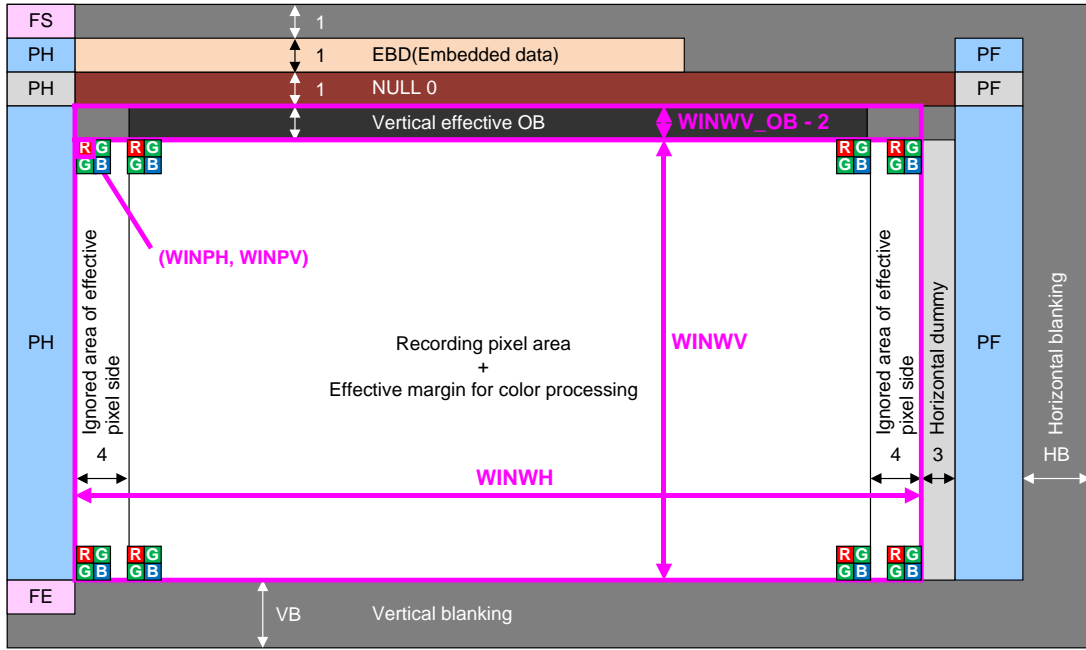 FS
1
PH
1
EBD(Embedded data)
PF
PH
1
NULL 0
PF
Vertical effective OB
WINWV_OB - 2
R G
G B
R G
G B
R G
G B
R G
G B
(WINPH, WINPV)
PH
Ignored area of effective
pixel side
4
Recording pixel area
+
Effective margin for color processing
WINWV
WINWH
Ignored area of effective
pixel side
4
Horizontal dummy
3
PF
Horizontal blanking
HB
R G
G B
R G
G B
R G
G B
R G
G B
FE
VB
Vertical blanking